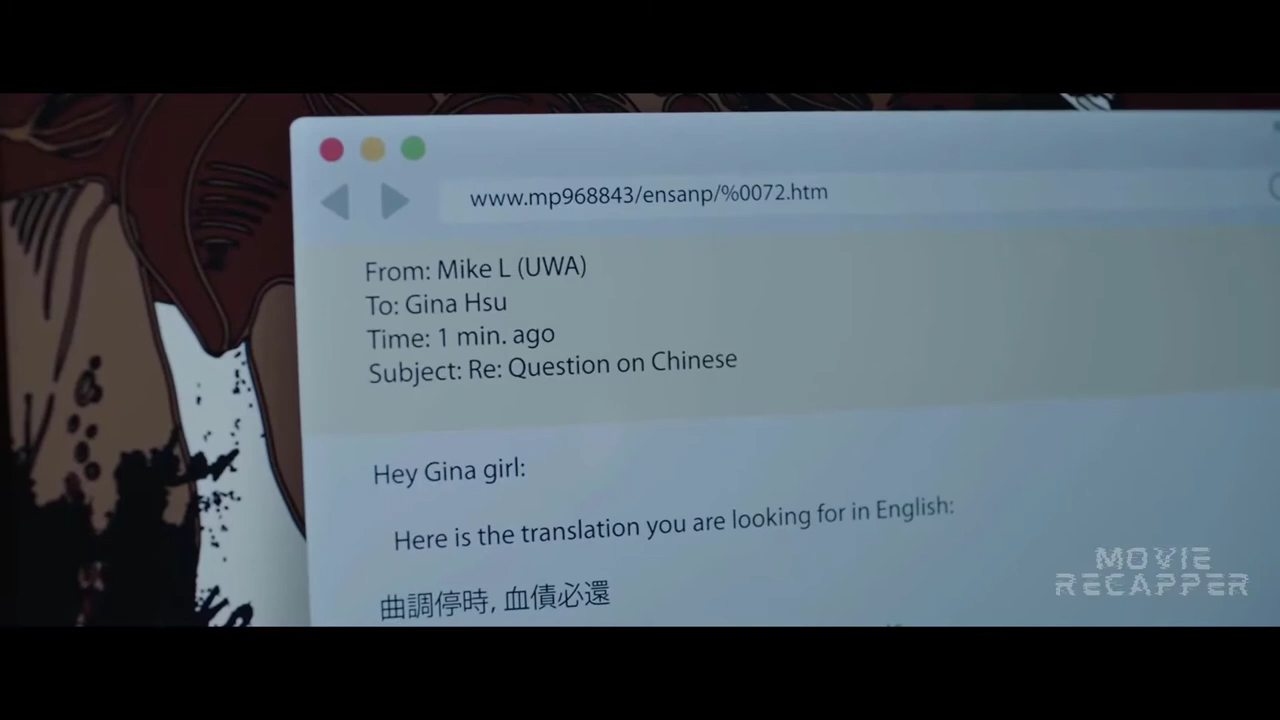 www.mp968843/ensanp/%0072.htm
From: Mike L (UWA)
To: Gina Hsu
Time: 1 min. ago
Subject: Re: Question on Chinese
Hey Gina girl:
Here is the translation you are looking for in English:
曲調停時, 血債必還
MOVIE
RECAPPER